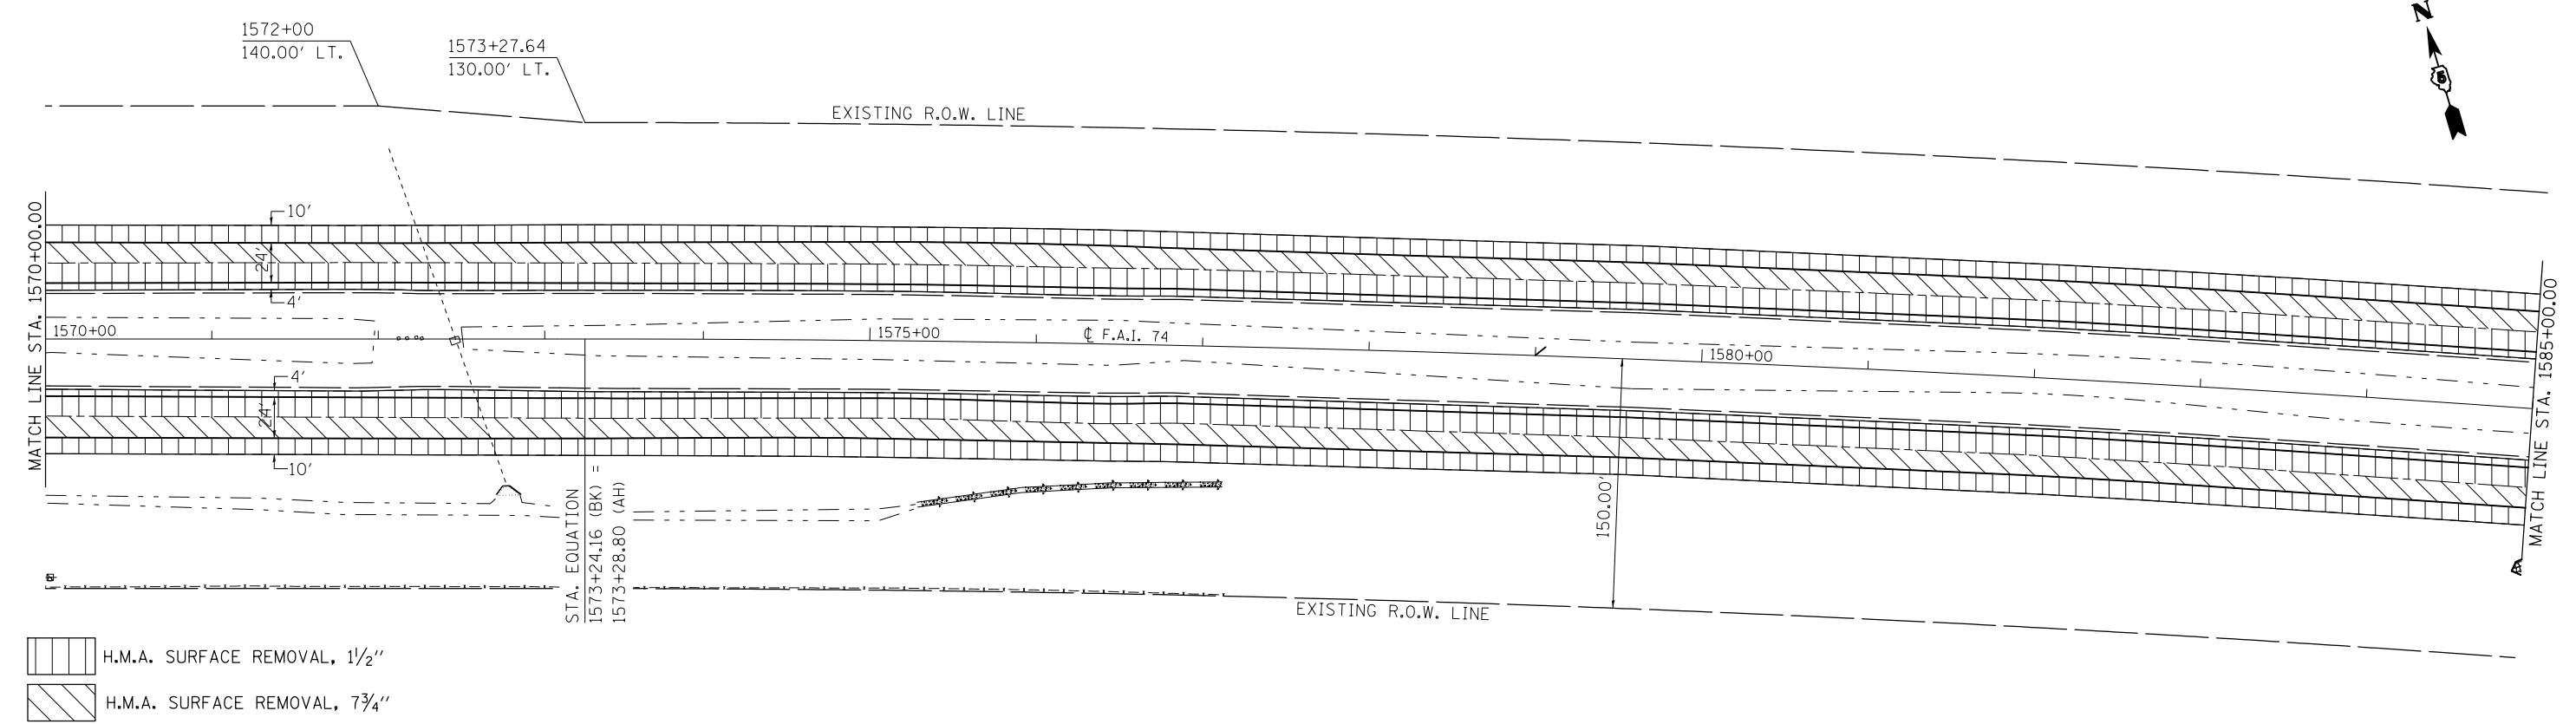 1572+00
140.00' LT.
1573+27.64
130.00' LT.
N
5
EXISTING R.O.W. LINE
MATCH LINE STA. 1570+00.00
10'
24'
4'
1570+00
1575+00
℄ F.A.I. 74
1580+00
4'
24'
10'
150.00'
MATCH LINE STA. 1585+00.00
STA. EQUATION
1573+24.16 (BK) =
1573+28.80 (AH)
EXISTING R.O.W. LINE
H.M.A. SURFACE REMOVAL, 1½"
H.M.A. SURFACE REMOVAL, 7¾"